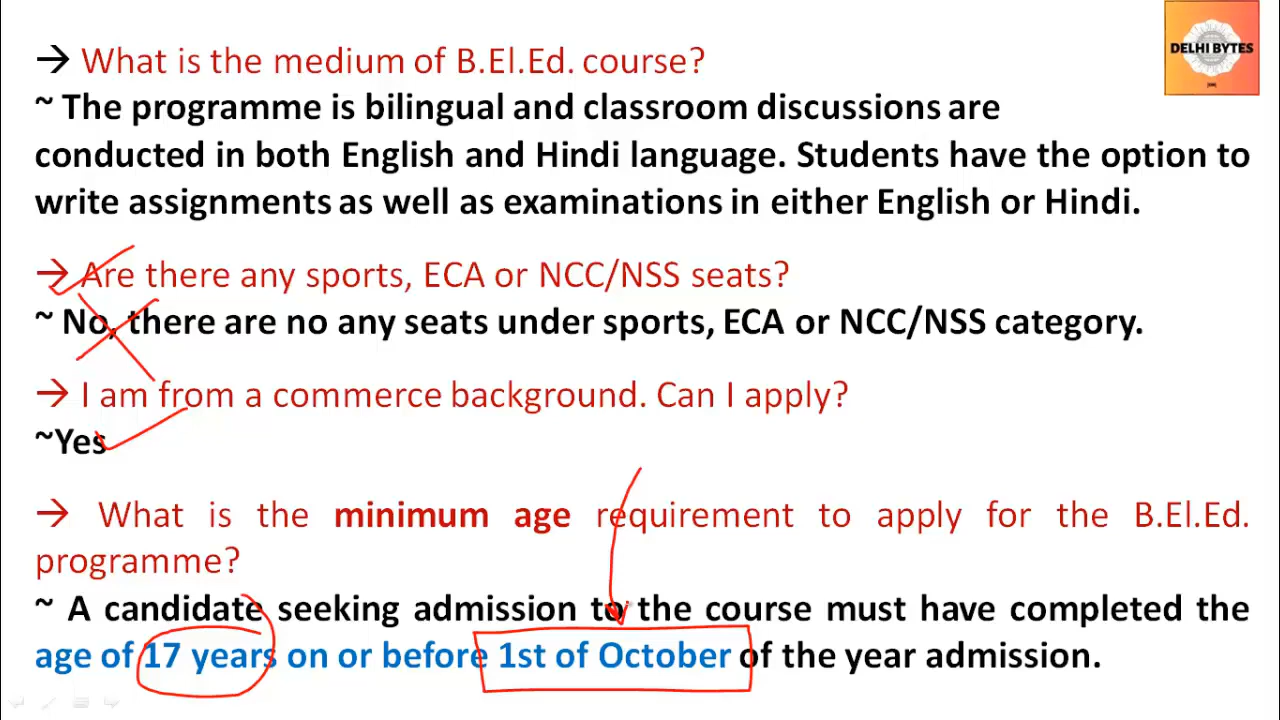 DELHI BYTES
→ What is the medium of B.El.Ed. course?
~ The programme is bilingual and classroom discussions are
conducted in both English and Hindi language. Students have the option to
write assignments as well as examinations in either English or Hindi.
→ Are there any sports, ECA or NCC/NSS seats?
~ No, there are no any seats under sports, ECA or NCC/NSS category.
→ I am from a commerce background. Can I apply?
~Yes
→ What is the minimum age requirement to apply for the B.El.Ed.
programme?
~ A candidate seeking admission to the course must have completed the
age of 17 years on or before 1st of October of the year admission.